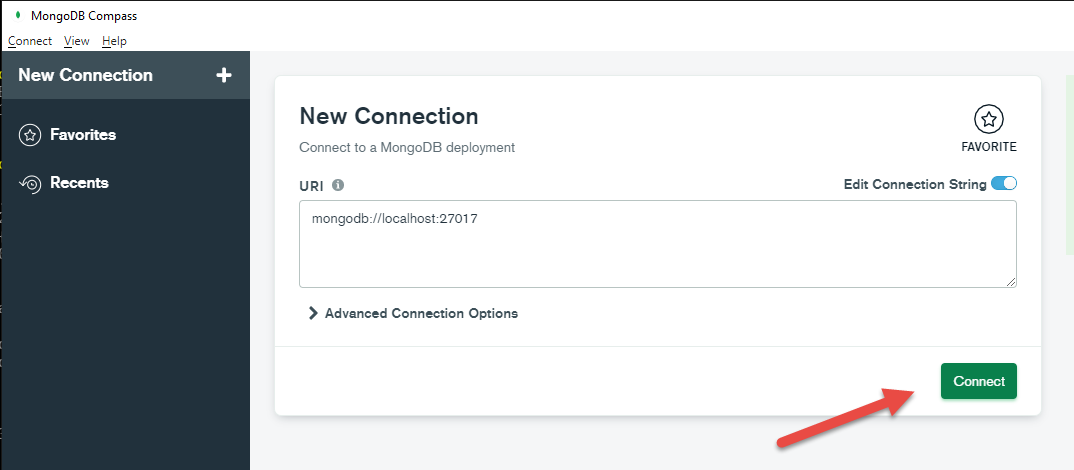 MongoDB Compass
Connect View Help
New Connection
Favorites
Recents
New Connection
Connect to a MongoDB deployment
FAVORITE
URI
Edit Connection String
mongodb://localhost:27017
Advanced Connection Options
Connect